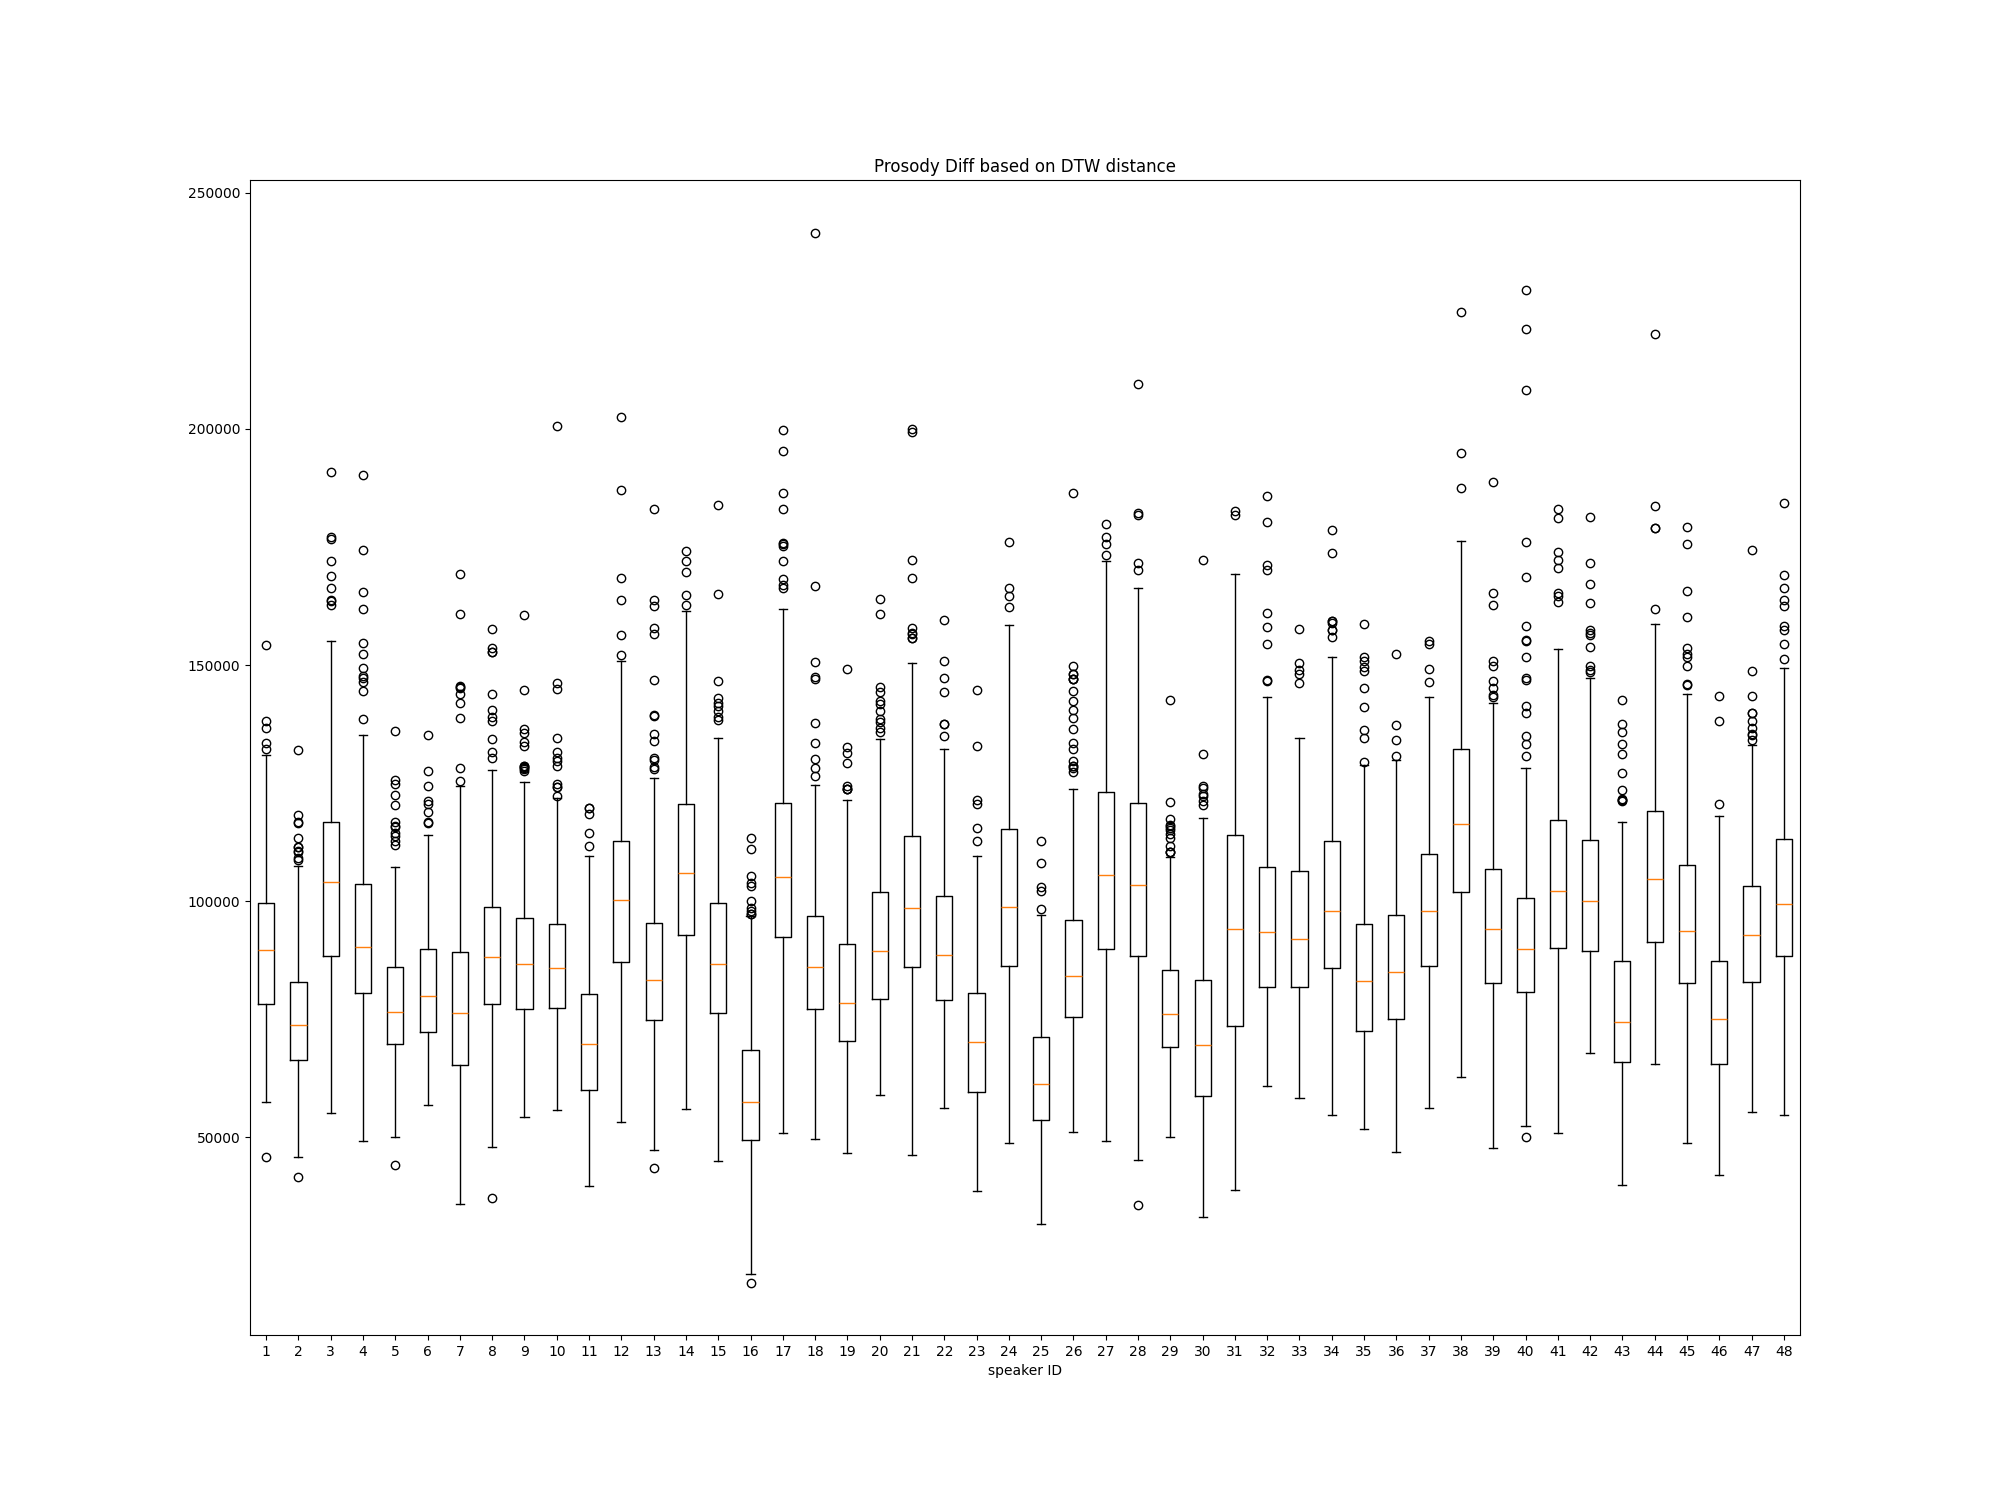 Prosody Diff based on DTW distance
250000
200000
150000
100000
50000
1 2 3 4 5 6 7 8 9 10 11 12 13 14 15 16 17 18 19 20 21 22 23 24 25 26 27 28 29 30 31 32 33 34 35 36 37 38 39 40 41 42 43 44 45 46 47 48
speaker ID